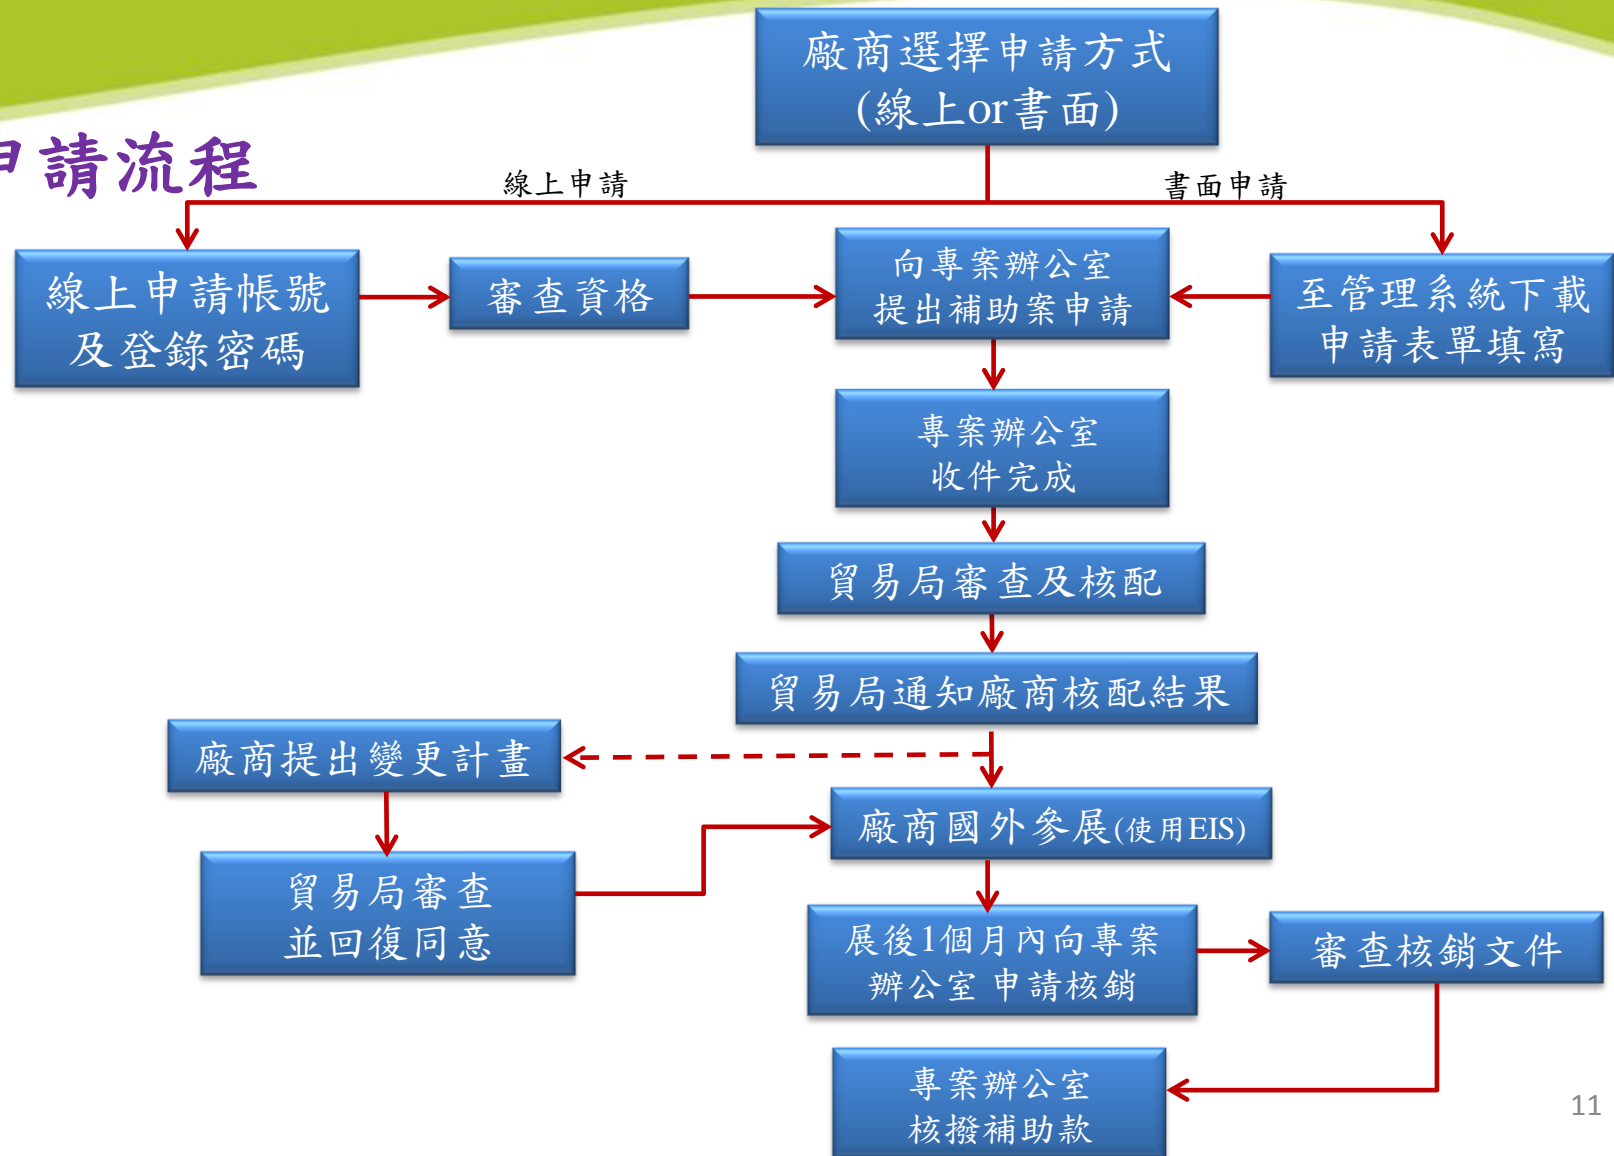 廠商選擇申請方式
(線上or書面)
申請流程
線上申請
書面申請
線上申請帳號
及登錄密碼
審查資格
向專案辦公室
提出補助案申請
至管理系統下載
申請表單填寫
專案辦公室
收件完成
貿易局審查及核配
貿易局通知廠商核配結果
廠商提出變更計畫
廠商國外參展(使用EIS)
貿易局審查
並回復同意
展後1個月內向專案
辦公室 申請核銷
審查核銷文件
專案辦公室
核撥補助款
11